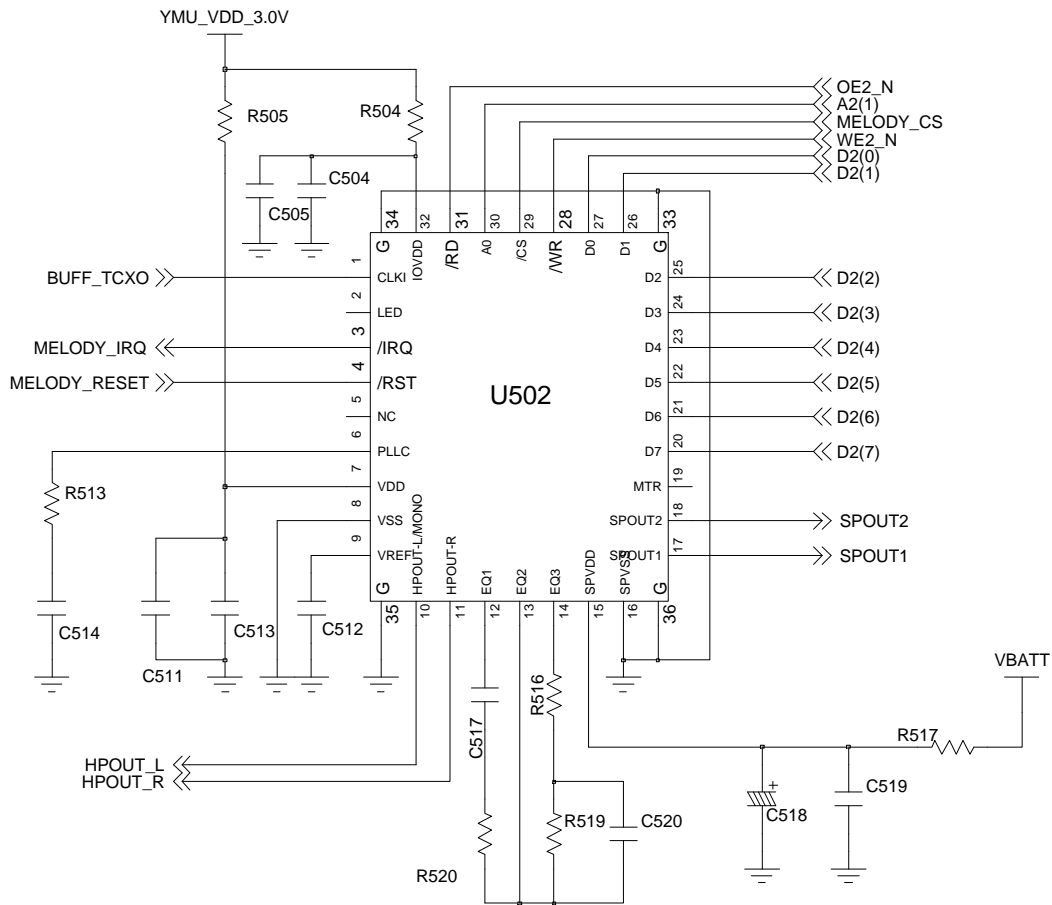 YMU_VDD_3.0V
R505
R504
OE2_N
A2(1)
MELODY_CS
WE2_N
D2(0)
D2(1)
C504
C505
34
32
31
30
29
28
27
26
33
G
IOVDD
/RD
A0
/CS
/WR
D0
D1
G
BUFF_TCXO
1
CLKI
D2
25
D2(2)
2
LED
D3
24
D2(3)
MELODY_IRQ
3
/IRQ
D4
23
D2(4)
MELODY_RESET
4
/RST
D5
22
D2(5)
U502
5
NC
D6
21
D2(6)
6
PLLC
D7
20
D2(7)
R513
7
VDD
MTR
19
8
VSS
SPOUT2
18
SPOUT2
9
VREF
SPOUT1
17
SPOUT1
G
HPOUT-L/MONO
HPOUT-R
EQ1
EQ2
EQ3
SPVDD
SPVSS
G
35
10
11
12
13
14
15
16
36
C514
C511
C513
C512
VBATT
C517
R516
R517
HPOUT_L
HPOUT_R
+
C518
C519
R519
C520
R520